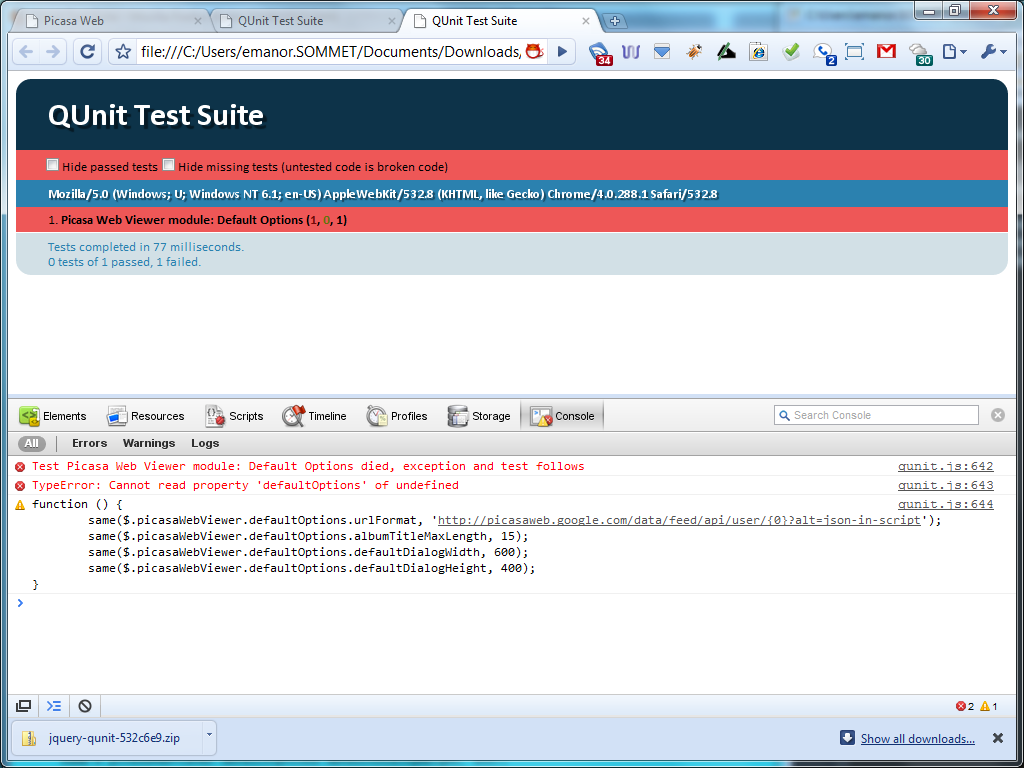 Picasa Web
QUnit Test Suite
QUnit Test Suite
file:///C:/Users/emanor.SOMMET/Documents/Downloads,
34
2
30
QUnit Test Suite
Hide passed tests Hide missing tests (untested code is broken code)
Mozilla/5.0 (Windows; U; Windows NT 6.1; en-US) AppleWebKit/532.8 (KHTML, like Gecko) Chrome/4.0.288.1 Safari/532.8
1. Picasa Web Viewer module: Default Options (1, 0, 1)
Tests completed in 77 milliseconds.
0 tests of 1 passed, 1 failed.
Elements Resources Scripts Timeline Profiles Storage Console Search Console
All Errors Warnings Logs
Test Picasa Web Viewer module: Default Options died, exception and test follows qunit.js:642
TypeError: Cannot read property 'defaultOptions' of undefined qunit.js:643
function () { qunit.js:644
same($.picasaWebViewer.defaultOptions.urlFormat, 'http://picasaweb.google.com/data/feed/api/user/{0}?alt=json-in-script');
same($.picasaWebViewer.defaultOptions.albumTitleMaxLength, 15);
same($.picasaWebViewer.defaultOptions.defaultDialogWidth, 600);
same($.picasaWebViewer.defaultOptions.defaultDialogHeight, 400);
}
>
2 1
jquery-qunit-532c6e9.zip Show all downloads...